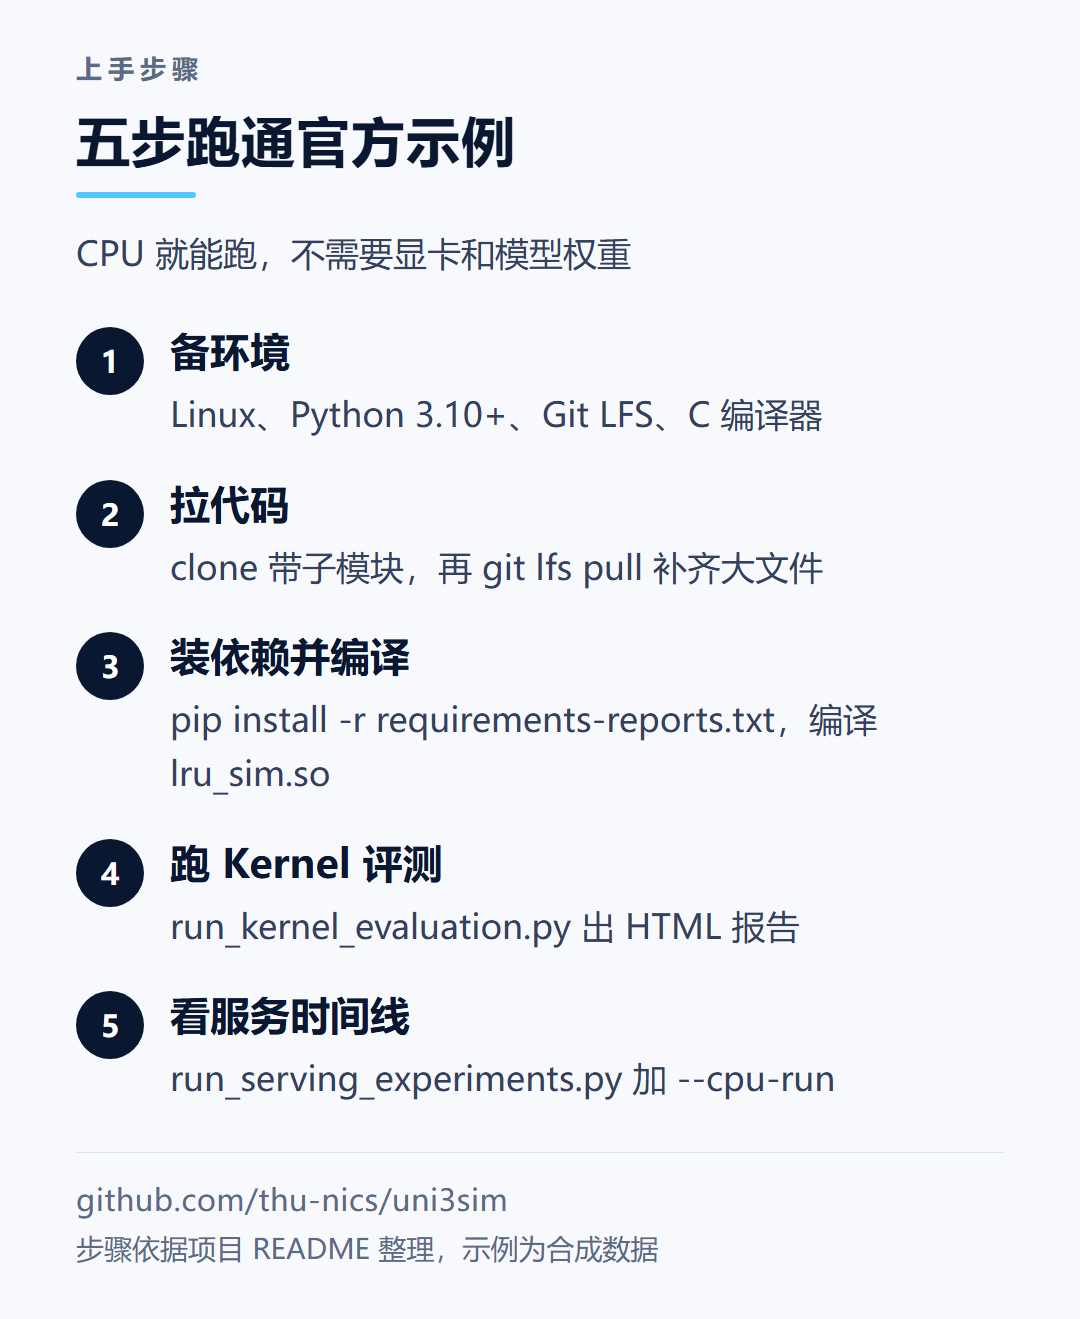 上手步骤
五步跑通官方示例
CPU 就能跑，不需要显卡和模型权重
1
备环境
Linux、Python 3.10+、Git LFS、C 编译器
2
拉代码
clone 带子模块，再 git lfs pull 补齐大文件
3
装依赖并编译
pip install -r requirements-reports.txt，编译
lru_sim.so
4
跑 Kernel 评测
run_kernel_evaluation.py 出 HTML 报告
5
看服务时间线
run_serving_experiments.py 加 --cpu-run
github.com/thu-nics/uni3sim
步骤依据项目 README 整理，示例为合成数据